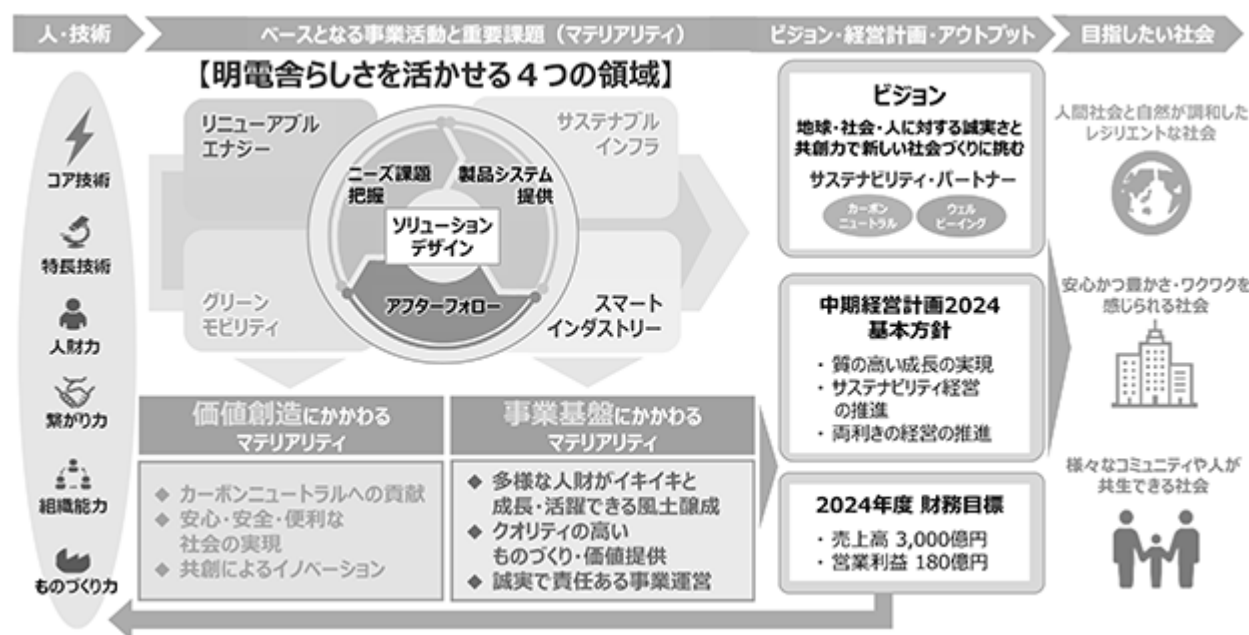 人・技術
ベースとなる事業活動と重要課題（マテリアリティ）
ビジョン・経営計画・アウトプット
目指したい社会
コア技術
特長技術
人財力
繋がり力
組織能力
ものづくり力
【明電舎らしさを活かせる４つの領域】
リニューアブル
エナジー
サステナブル
インフラ
グリーン
モビリティ
スマート
インダストリー
ニーズ課題
把握
製品システム
提供
ソリューション
デザイン
アフターフォロー
価値創造にかかわる
マテリアリティ
◆ カーボンニュートラルへの貢献
◆ 安心・安全・便利な
社会の実現
◆ 共創によるイノベーション
事業基盤にかかわる
マテリアリティ
◆ 多様な人財がイキイキと
成長・活躍できる風土醸成
◆ クオリティの高い
ものづくり・価値提供
◆ 誠実で責任ある事業運営
ビジョン
地球・社会・人に対する誠実さと
共創力で新しい社会づくりに挑む
サステナビリティ・パートナー
カーボン
ニュートラル
ウェル
ビーイング
中期経営計画2024
基本方針
・ 質の高い成長の実現
・ サステナビリティ経営
の推進
・ 両利きの経営の推進
2024年度 財務目標
・ 売上高 3,000億円
・ 営業利益 180億円
人間社会と自然が調和した
レジリエントな社会
安心かつ豊かさ・ワクワクを
感じられる社会
様々なコミュニティや人が
共生できる社会